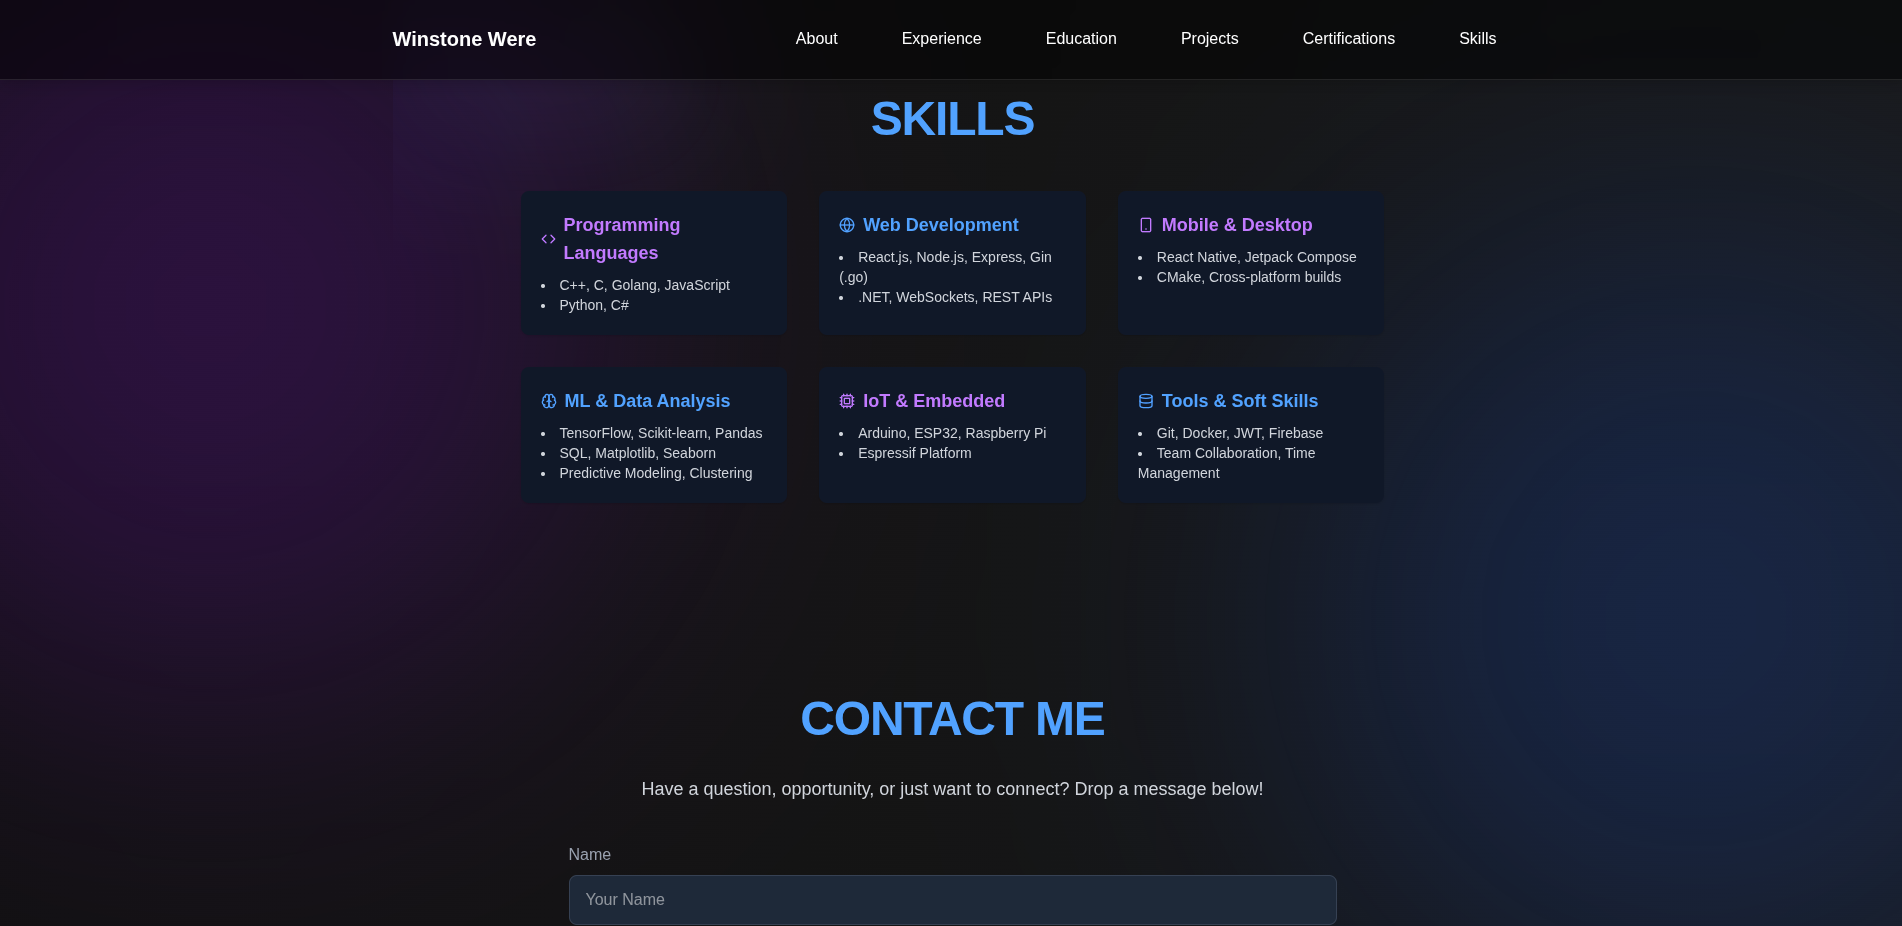 Winstone Were
About Experience Education Projects Certifications Skills
SKILLS
Programming
Languages
• C++, C, Golang, JavaScript
• Python, C#
Web Development
• React.js, Node.js, Express, Gin
(.go)
• .NET, WebSockets, REST APIs
Mobile & Desktop
• React Native, Jetpack Compose
• CMake, Cross-platform builds
ML & Data Analysis
• TensorFlow, Scikit-learn, Pandas
• SQL, Matplotlib, Seaborn
• Predictive Modeling, Clustering
IoT & Embedded
• Arduino, ESP32, Raspberry Pi
• Espressif Platform
Tools & Soft Skills
• Git, Docker, JWT, Firebase
• Team Collaboration, Time
Management
CONTACT ME
Have a question, opportunity, or just want to connect? Drop a message below!
Name
Your Name